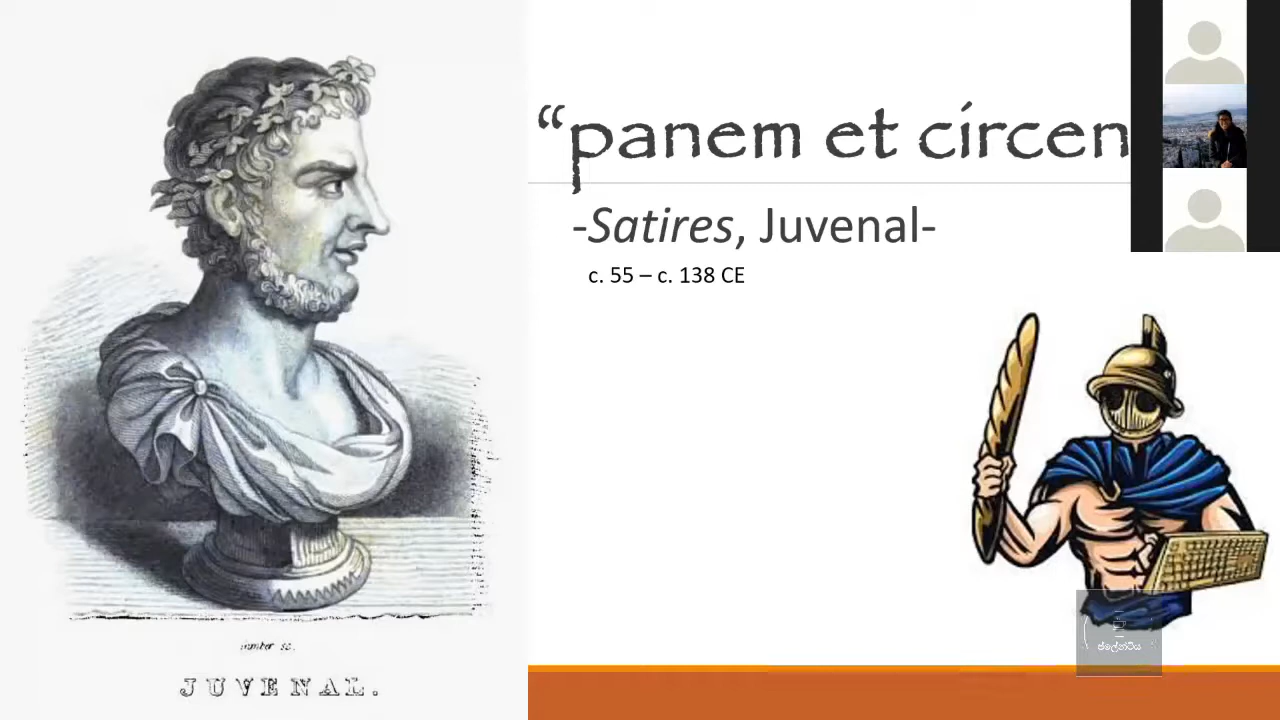 “panem et circen
-Satires, Juvenal-
c. 55 – c. 138 CE
JUVENAL.